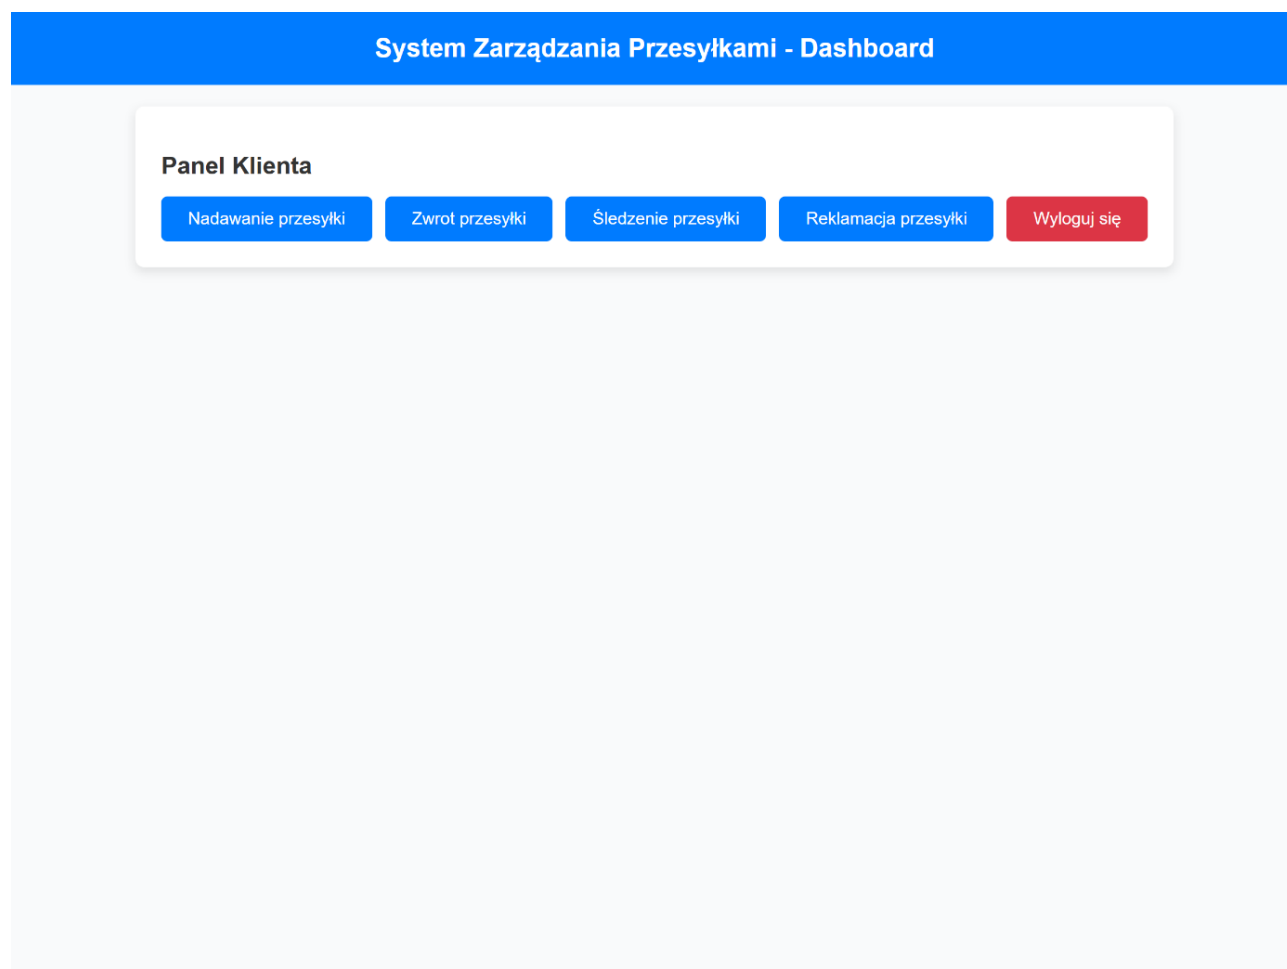 System Zarządzania Przesyłkami - Dashboard
Panel Klienta
Nadawanie przesyłki Zwrot przesyłki Śledzenie przesyłki Reklamacja przesyłki Wyloguj się